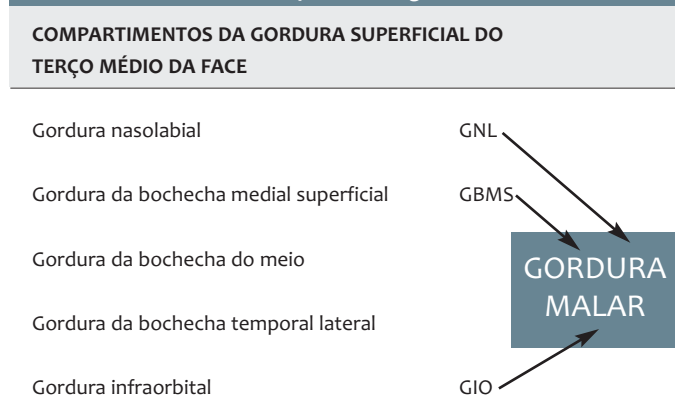 COMPARTIMENTOS DA GORDURA SUPERFICIAL DO
TERÇO MÉDIO DA FACE
Gordura nasolabial GNL
Gordura da bochecha medial superficial GBMS
Gordura da bochecha do meio
GORDURA
MALAR
Gordura da bochecha temporal lateral
Gordura infraorbital GIO